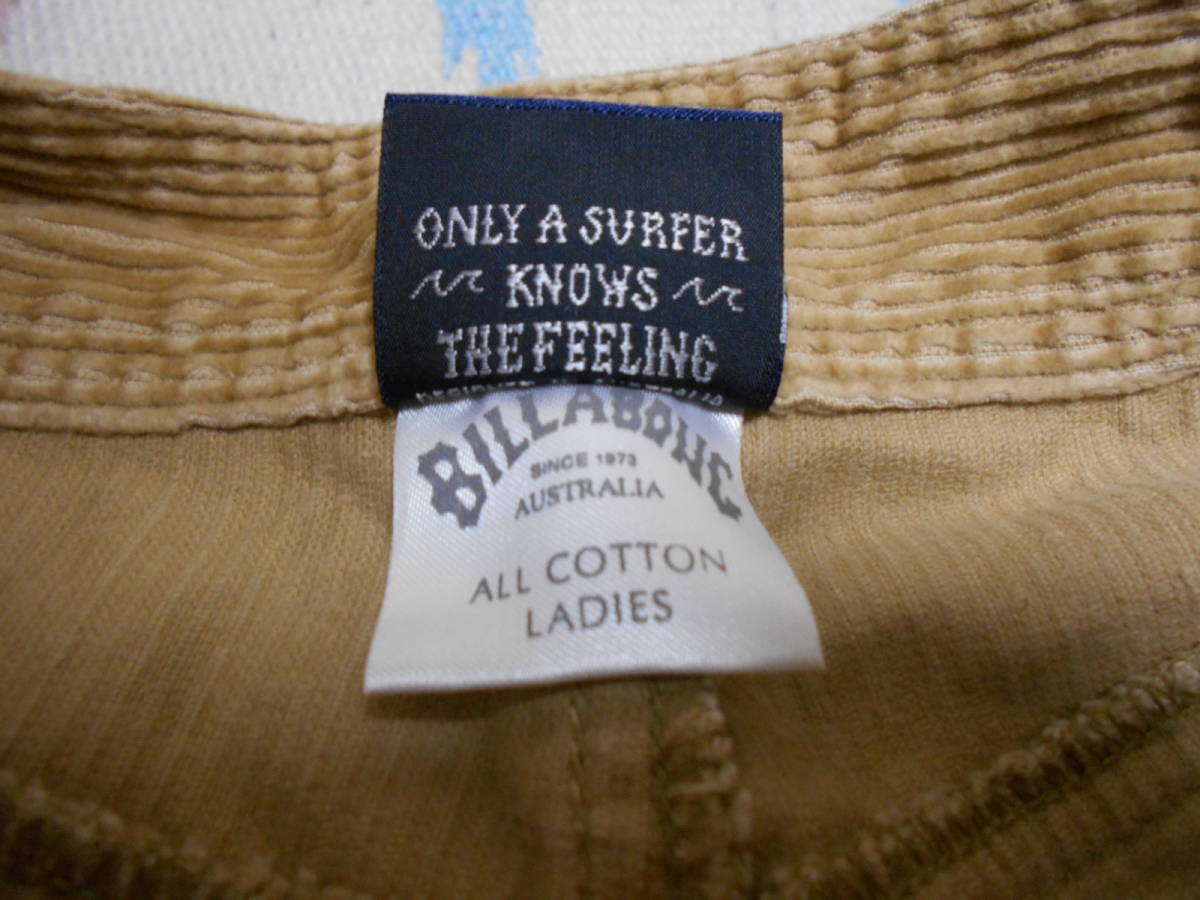 ONLY A SURFER
KNOWS
THE FEELING
BILLABONG
SINCE 1973
AUSTRALIA
ALL COTTON
LADIES